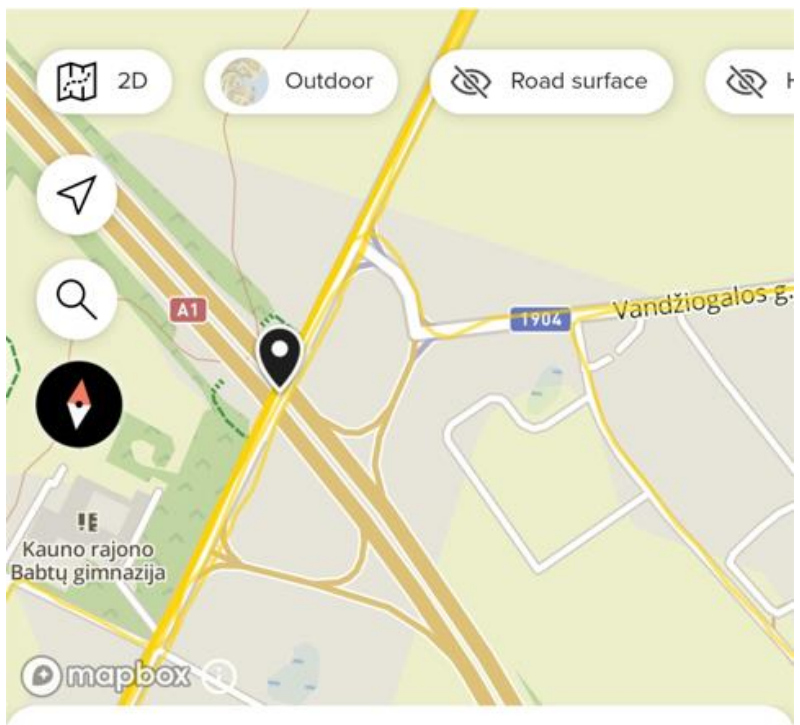 2D
Outdoor
Road surface
H
A1
1904
Vandžiogalos g.
Kauno rajono
Babtų gimnazija
mapbox